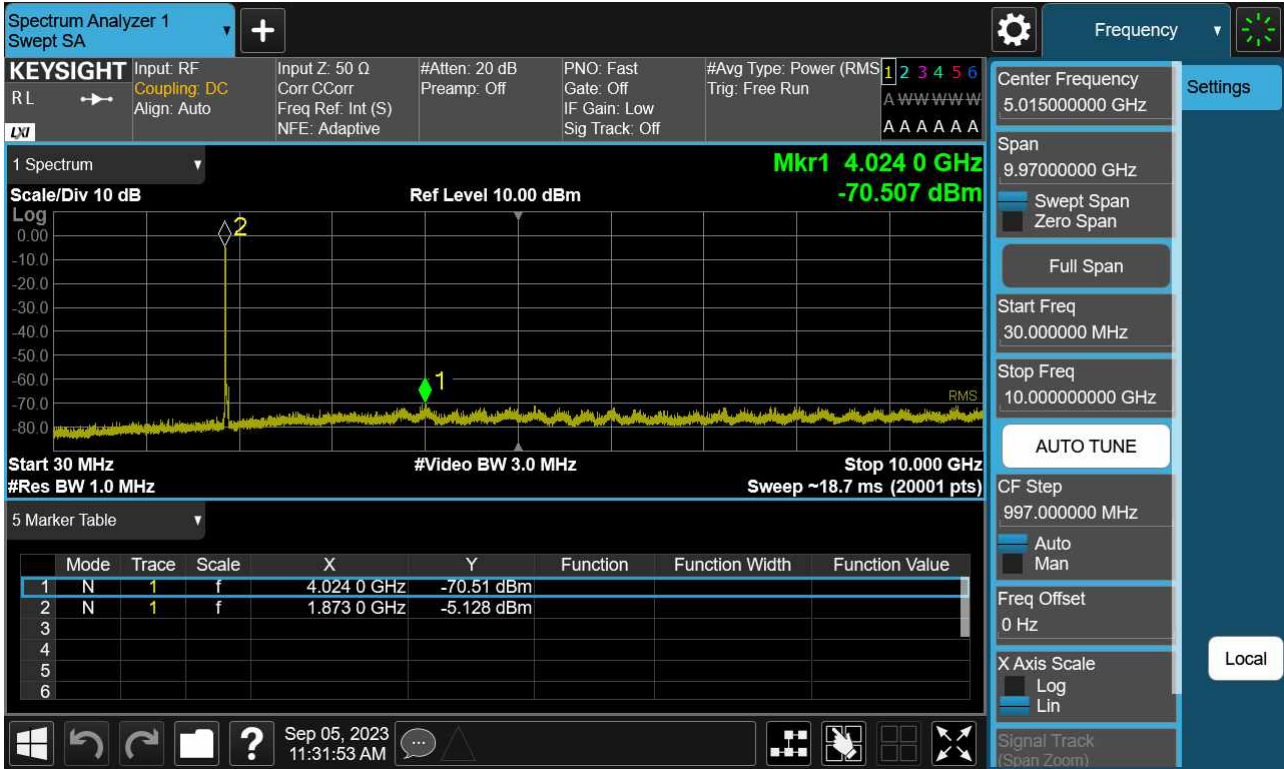 Spectrum Analyzer 1
Swept SA
Frequency
KEYSIGHT
R L
LXI
Input: RF
Coupling: DC
Align: Auto
Input Z: 50 Ω
Corr CCorr
Freq Ref: Int (S)
NFE: Adaptive
#Atten: 20 dB
Preamp: Off
PNO: Fast
Gate: Off
IF Gain: Low
Sig Track: Off
#Avg Type: Power (RMS
Trig: Free Run
1 2 3 4 5 6
A W W W W W
A A A A A A
1 Spectrum
Mkr1 4.024 0 GHz
-70.507 dBm
Scale/Div 10 dB
Ref Level 10.00 dBm
Log
0.00
-10.0
-20.0
-30.0
-40.0
-50.0
-60.0
-70.0
-80.0
2
1
RMS
Start 30 MHz
#Video BW 3.0 MHz
Stop 10.000 GHz
#Res BW 1.0 MHz
Sweep ~18.7 ms (20001 pts)
5 Marker Table
Mode Trace Scale X Y Function Function Width Function Value
1 N 1 f 4.024 0 GHz -70.51 dBm
2 N 1 f 1.873 0 GHz -5.128 dBm
3
4
5
6
Sep 05, 2023
11:31:53 AM
Center Frequency
5.015000000 GHz
Settings
Span
9.97000000 GHz
Swept Span
Zero Span
Full Span
Start Freq
30.000000 MHz
Stop Freq
10.000000000 GHz
AUTO TUNE
CF Step
997.000000 MHz
Auto
Man
Freq Offset
0 Hz
X Axis Scale
Log
Lin
Local
Signal Track
(Span Zoom)